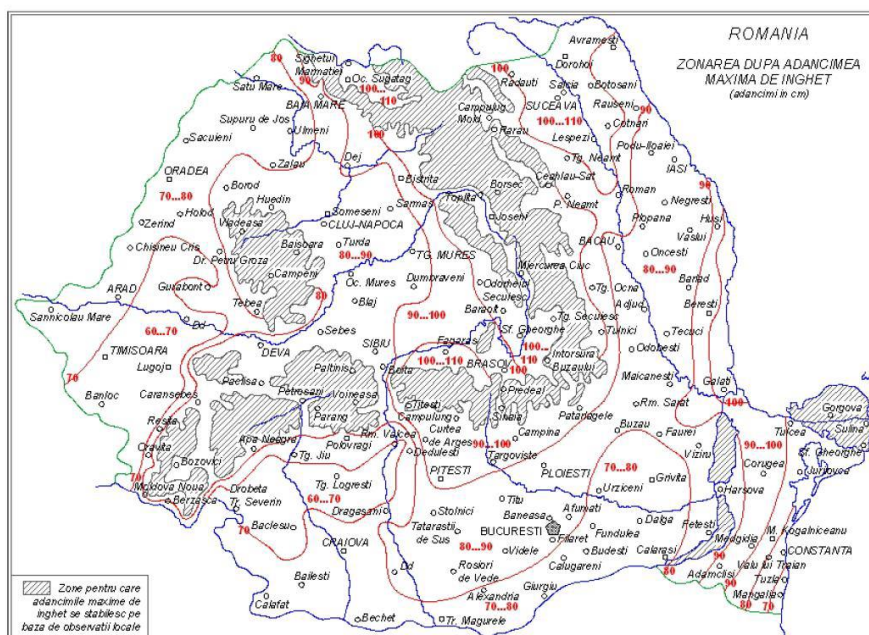 ROMANIA
ZONAREA DUPA ADANCIMEA
MAXIMA DE INGHET
(adancimi in cm)
Avramesti
Dorohoi
Sighetul
Marmatiei
Oc. Sugatag
100...
110
80
90
100
Radauti
Salcia
Botosani
SUCEAVA
Rauseni
90
Satu Mare
BAIA MARE
Campulug
Mold.
100...110
Cotnari
Supuru de Jos
Ulmeni
100
Rarau
Lespezi
Podu-Iloaiei
Sacuieni
Tg. Neamt
IASI
Zalau
Dej
ORADEA
Bistrita
Ceahlau-Sat
90
70...80
Borod
Borsec
Roman
Toplita
P. Neamt
Negresti
Huedin
Sarmas
Holod
Someseni
Joseni
Plopana
Husi
Zerind
Vladeasa
CLUJ-NAPOCA
Vaslui
Chisineu Cris
Baisoara
Turda
BACAU
Oncesti
Dr. Petru Groza
80...90
TG. MURES
80...90
Campeni
Miercurea Ciuc
Gurabont
Oc. Mures
Dumbraveni
Odorheiul
Secuiesc
Tg. Ocna
Barlad
ARAD
80
Blaj
Adjud
Beresti
Tebea
Baraolt
Sannicolau Mare
60...70
Dd
90...100
Tg. Secuiesc
Sebes
Sf. Gheorghe
Tulnici
Tecuci
TIMISOARA
DEVA
SIBIU
Fagaras
100...
110
Odobesti
Lugoj
100...110
BRASOV
Intorsura
Buzaului
70
Paltinis
Boita
100
Maicanesti
Caransebes
Petrosani
Voineasa
Predeal
Galati
Banloc
Titesti
100
Parang
Campulung
Sinaia
Patarlagele
Rm. Sarat
Gorgova
Resita
Curtea
de Arges
Campina
Buzau
Faurei
Tulcea
Sulina
Oravita
Apa Neagra
Polovragi
Rm. Valcea
90...100
Viziru
90...100
Sf. Gheorghe
Bozovici
Tg. Jiu
Dedulesti
Targoviste
70...80
Corugea
Jurilovca
70
PITESTI
PLOIESTI
Grivita
Moldova Noua
Tg. Logresti
Urziceni
Harsova
Berzasca
Drobeta
Tr. Severin
60...70
Titu
Dragasani
Stolnici
Baneasa
Afumati
Dalga
70
Baclesu
Tatarastii
de Sus
BUCURESTI
Fundulea
Fetesti
M. Kogalniceanu
Filaret
Medgidia
CRAIOVA
80...90
Videle
Budesti
Calarasi
90
CONSTANTA
Valu lui Traian
Rosiori
de Vede
Calugareni
80
Adamclisi
Dd
90
Tuzla
Bailesti
Giurgiu
Mangalia
Alexandria
80
70
Calafat
70...80
Bechet
Tr. Magurele
Zone pentru care
adancimile maxime de
inghet se stabilesc pe
baza de observatii locale